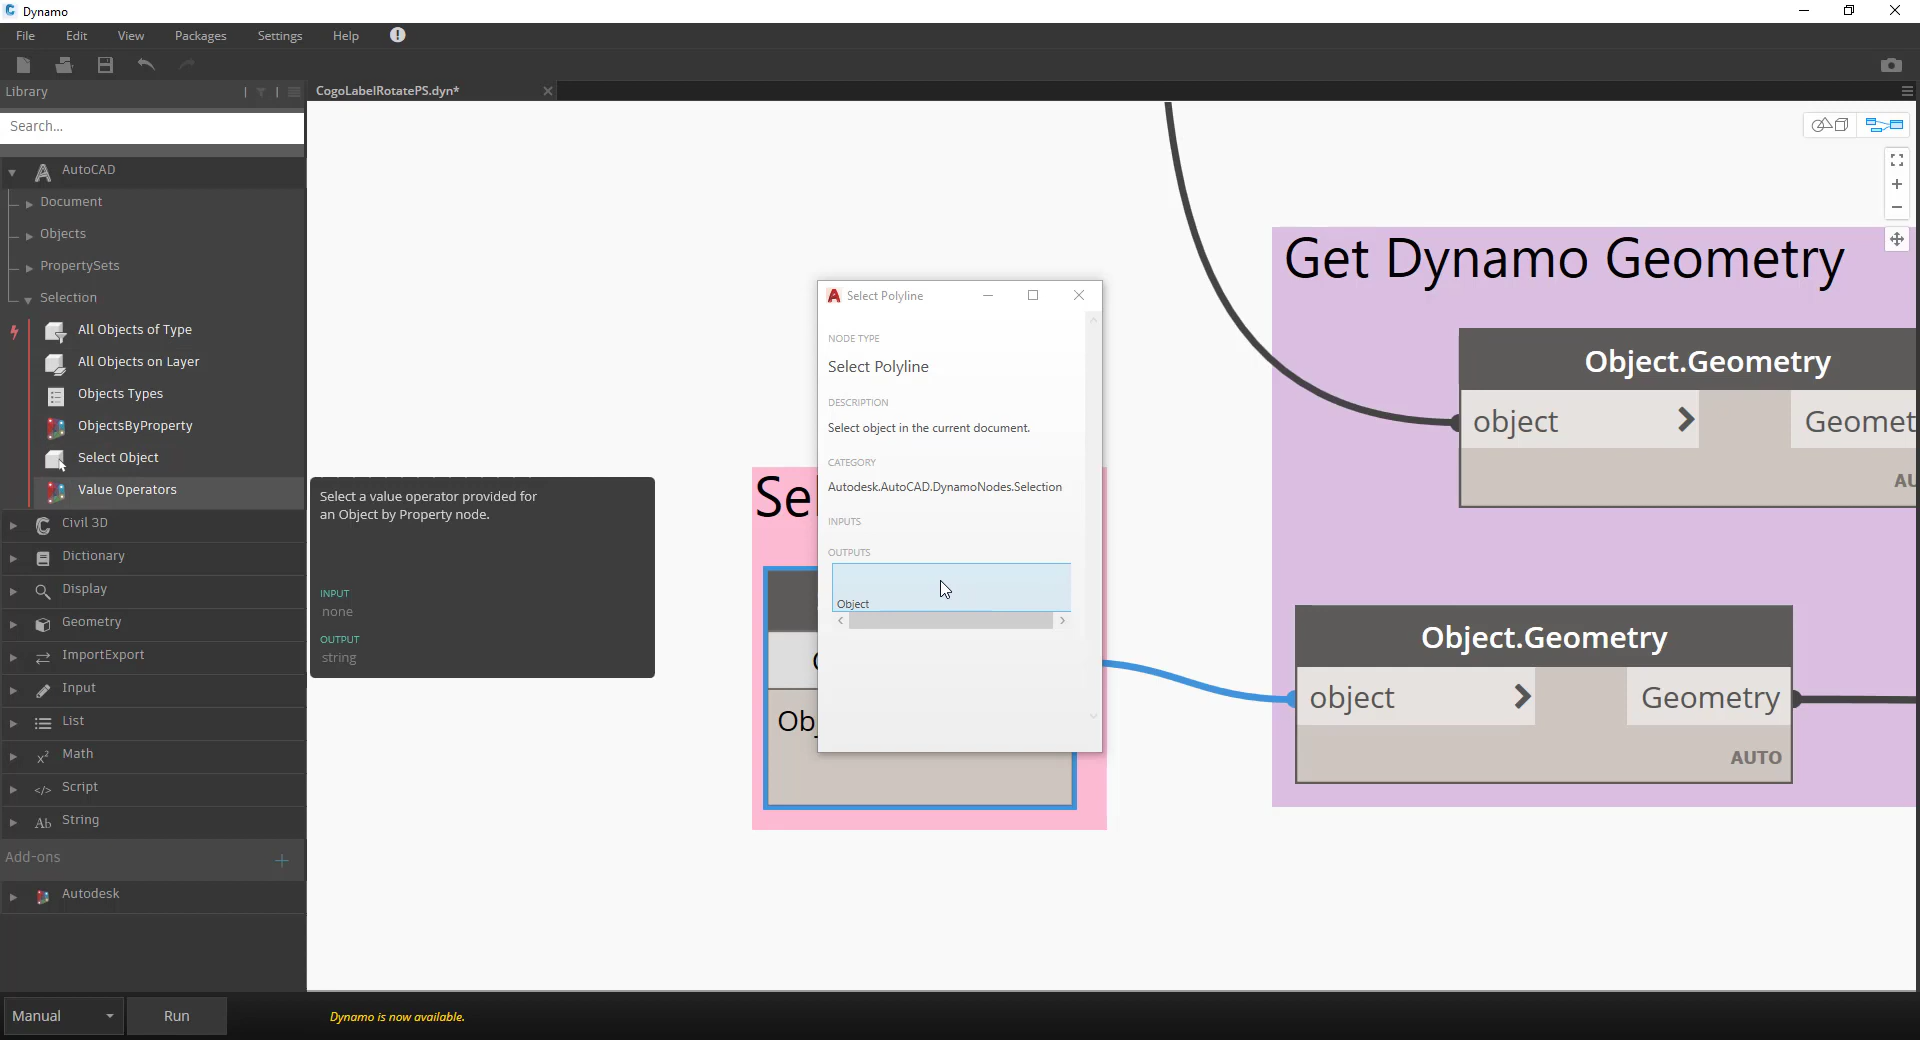 Dynamo
File Edit View Packages Settings Help
Library
CogoLabelRotatePS.dyn*
Search...
AutoCAD
Document
Objects
PropertySets
Selection
All Objects of Type
All Objects on Layer
Objects Types
ObjectsByProperty
Select Object
Value Operators
Civil 3D
Dictionary
Display
Geometry
ImportExport
Input
List
Math
Script
String
Add-ons
Autodesk
Select a value operator provided for
an Object by Property node.
INPUT
none
OUTPUT
string
Se
Obj
Select Polyline
NODE TYPE
Select Polyline
DESCRIPTION
Select object in the current document.
CATEGORY
Autodesk.AutoCAD.DynamoNodes.Selection
INPUTS
OUTPUTS
Object
Get Dynamo Geometry
Object.Geometry
object > Geomet
AU
Object.Geometry
object > Geometry
AUTO
Manual
Run
Dynamo is now available.